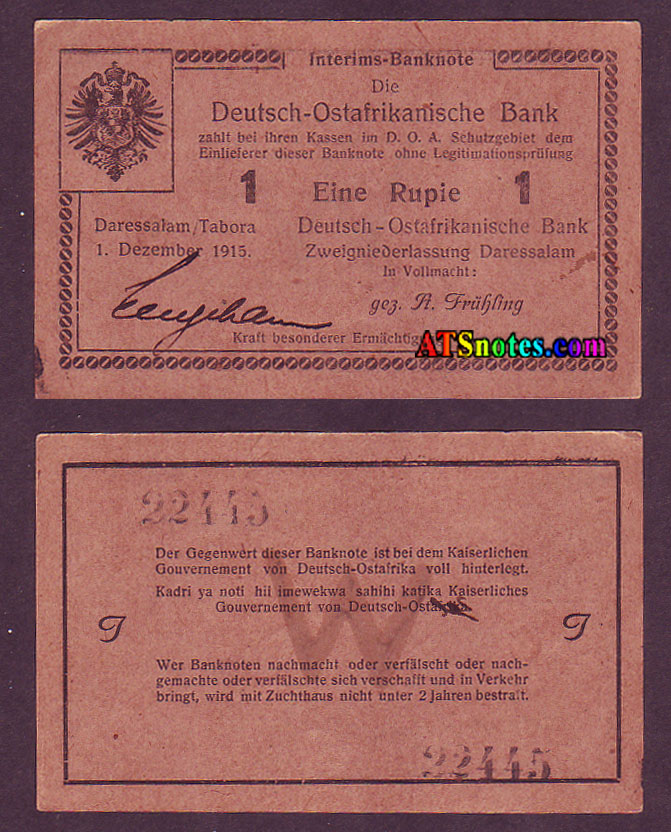 Interims-Banknote
Die
Deutsch-Ostafrikanische Bank
zahlt bei ihren Kassen im D. O. A. Schutzgebiet dem
Einlieferer dieser Banknote ohne Legitimationsprüfung
1 Eine Rupie 1
Daressalam/Tabora
1. Dezember 1915.
Deutsch-Ostafrikanische Bank
Zweigniederlassung Daressalam
In Vollmacht:
gez. A. Frühling
Kraft besonderer
ATSnotes.com
22445
Der Gegenwert dieser Banknote ist bei dem Kaiserlichen
Gouvernement von Deutsch-Ostafrika voll hinterlegt.
Kadri ya noti hii imewekwa sahihi katika Kaiserliches
Gouvernement von
W
T T
Wer Banknoten nachmacht oder verfälscht oder nach-
gemachte oder verfälschte sich verschafft und in Verkehr
bringt, wird mit Zuchthaus nicht unter 2 Jahren bestraft.
22445